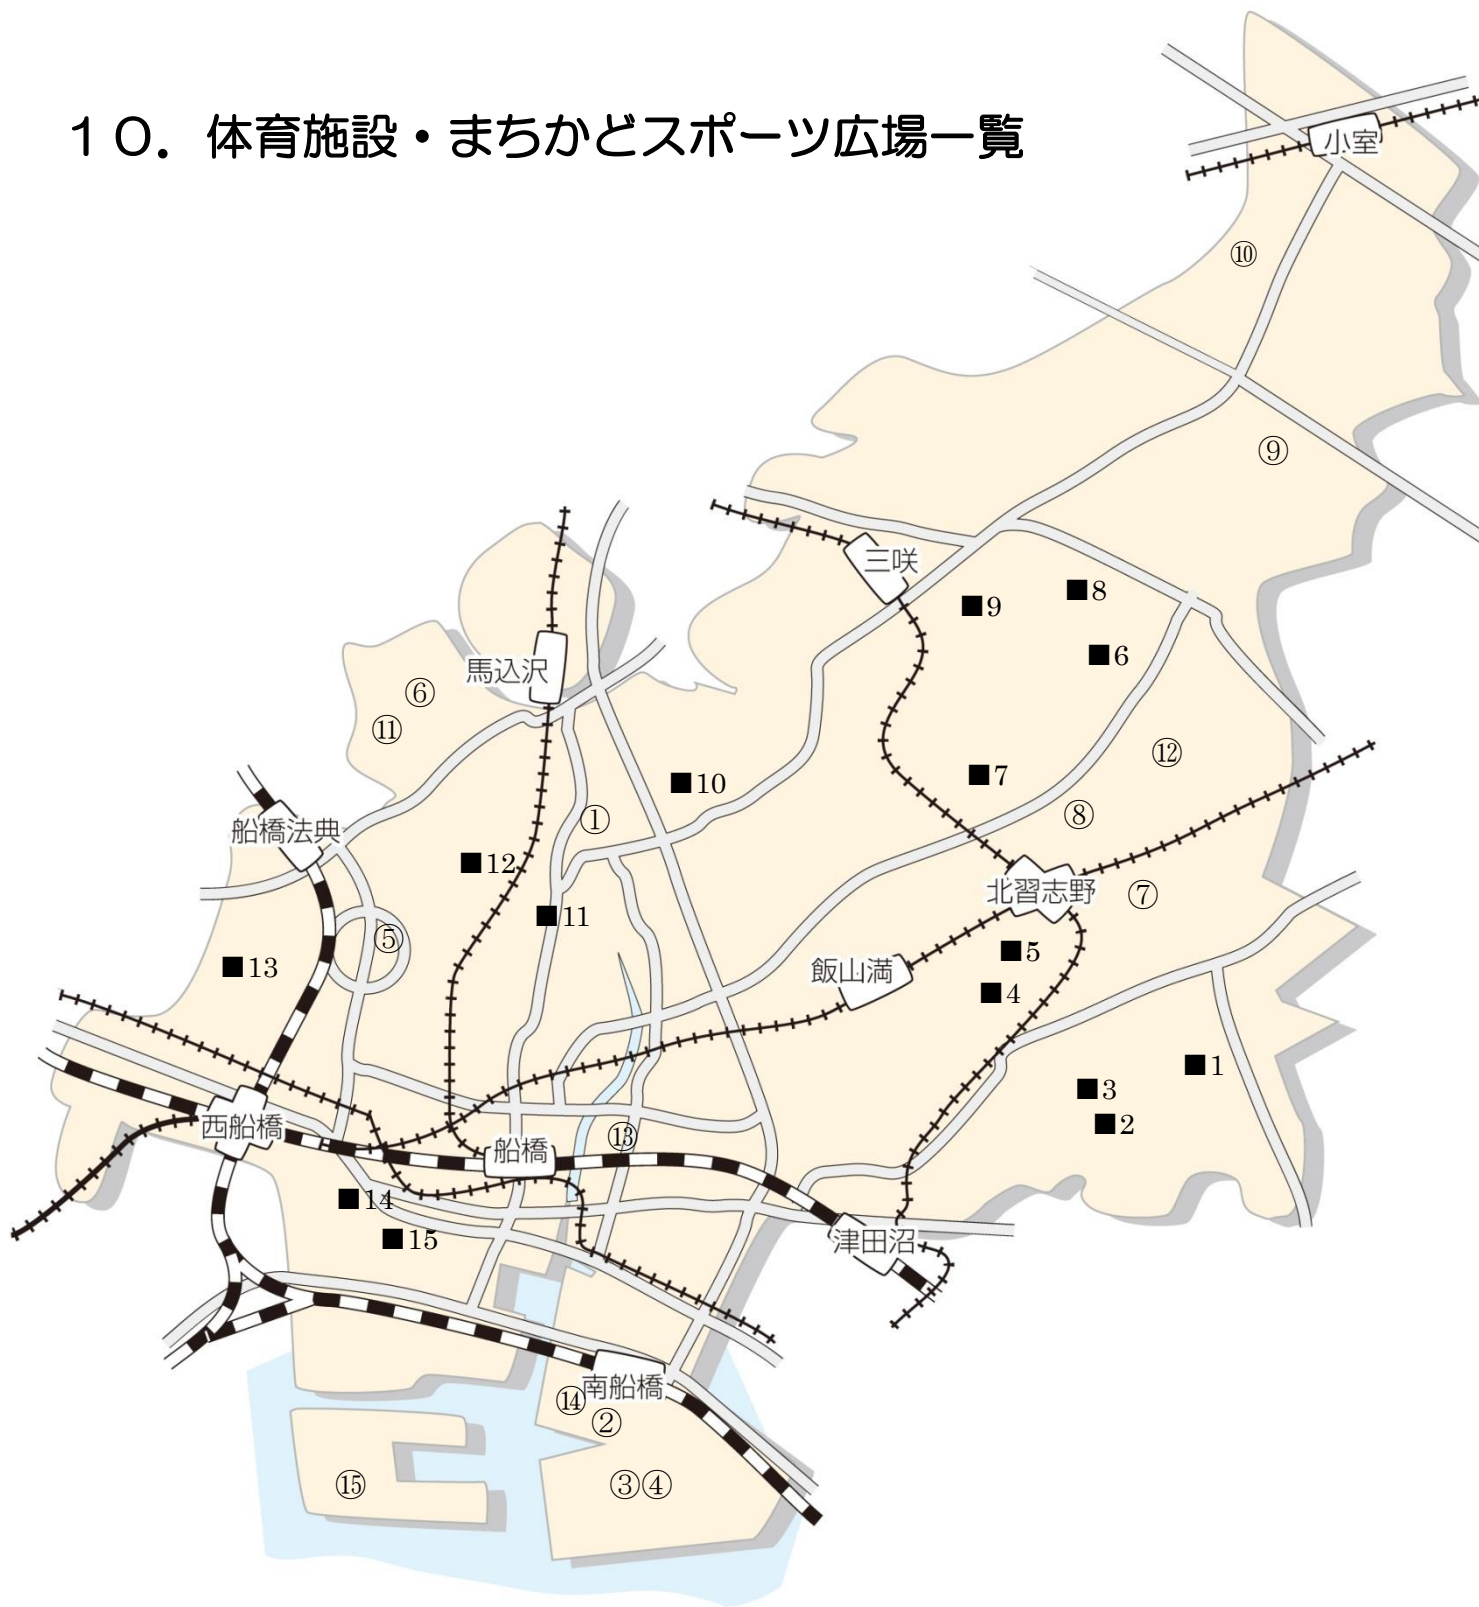 １０．体育施設・まちかどスポーツ広場一覧
小室
⑩
⑨
三咲
■8
■9
■6
馬込沢
⑥
⑪
⑫
■7
■10
⑧
①
船橋法典
■12
北習志野
⑦
■11
⑤
■5
■13
飯山満
■4
■1
■3
■2
西船橋
⑬
船橋
■14
■15
津田沼
南船橋
⑭
②
⑮
③④